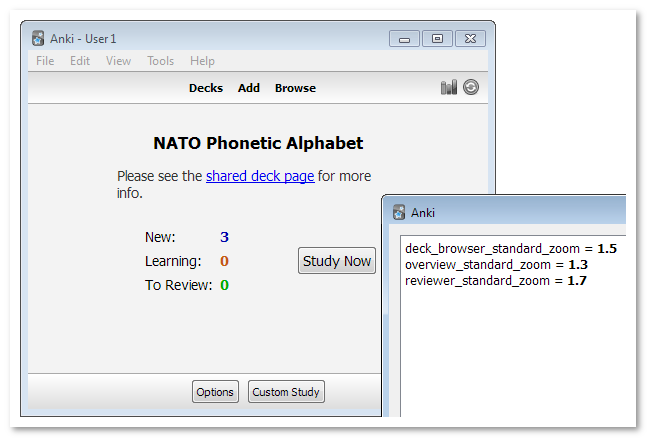 Anki - User1
File Edit View Tools Help
Decks Add Browse
NATO Phonetic Alphabet
Please see the shared deck page for more
info.
New: 3
Learning: 0
Study Now
To Review: 0
Options Custom Study
Anki
deck_browser_standard_zoom = 1.5
overview_standard_zoom = 1.3
reviewer_standard_zoom = 1.7